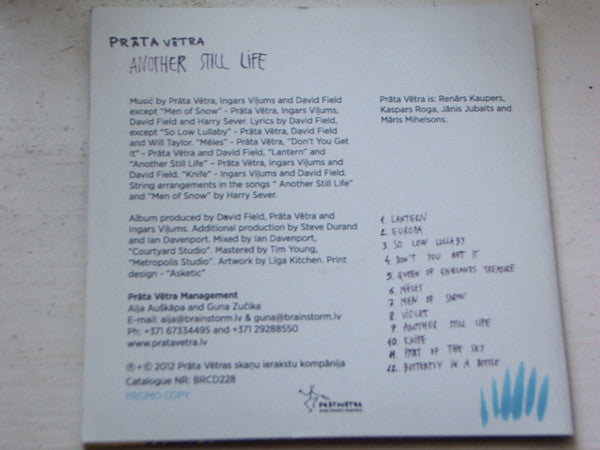 PRĀTA VĒTRA
ANOTHER STILL LIFE
Music by Prāta Vētra, Ingars Viļums and David Field
except "Men of Snow" - Prāta Vētra, Ingars Viļums,
David Field and Harry Sever. Lyrics by David Field,
except "So Low Lullaby" - Prāta Vētra, David Field
and Will Taylor. "Mēles" - Prāta Vētra, "Don't You Get
It" - Prāta Vētra and David Field, "Lantern" and
"Another Still Life" – Prāta Vētra, Ingars Viļums and
David Field. "Knife" - Ingars Viļums and David Field.
String arrangements in the songs " Another Still Life"
and "Men of Snow" by Harry Sever.
Album produced by David Field, Prāta Vētra and
Ingars Viļums. Additional production by Steve Durand
and Ian Davenport. Mixed by Ian Davenport,
"Courtyard Studio". Mastered by Tim Young,
"Metropolis Studio", Artwork by Līga Kitchen. Print
design - "Asketic"
Prāta Vētra Management
Aija Auškāpa and Guna Zučika
E-mail: aija@brainstorm.lv & guna@brainstorm.lv
Ph: +371 67334495 and +371 29288550
www.pratavetra.lv
℗ + © 2012 Prāta Vētras skaņu ierakstu kompānija
Catalogue NR: BRCD228
PROMO COPY
Prāta Vētra is: Renārs Kaupers,
Kaspars Roga, Jānis Jubalts and
Māris Mihelsons.
1. LANTERN
2. EUROPA
3. SO LOW LULLABY
4. DON'T YOU GET IT
5. QUEEN OF ENGLANDS TREASURE
6. MĒLES
7. MEN OF SNOW
8. VIOLET
9. ANOTHER STILL LIFE
10. KNIFE
11. PART OF THE SKY
12. BUTTERFLY IN A BOTTLE
PRĀTAVĒTRA